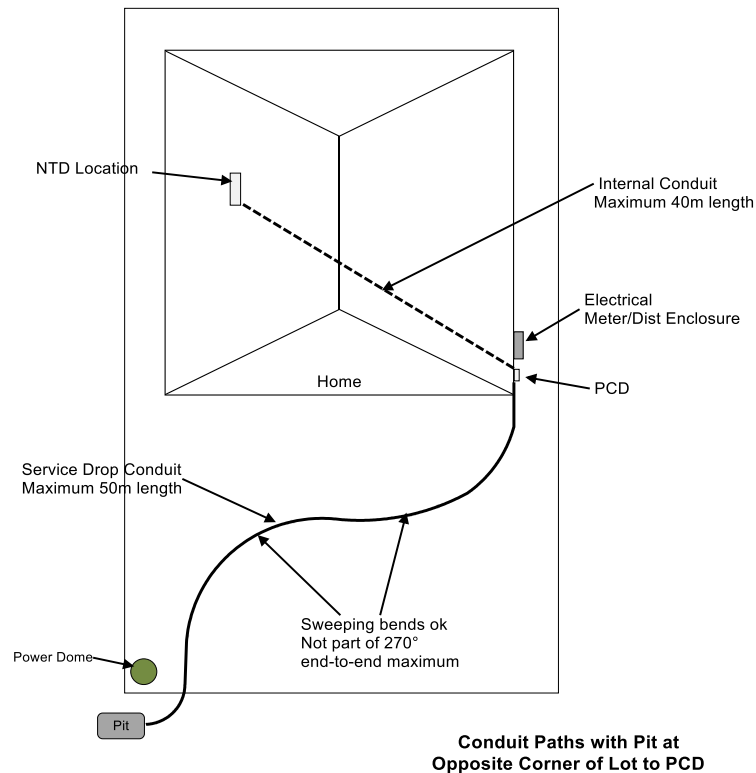 NTD Location
Internal Conduit
Maximum 40m length
Electrical
Meter/Dist Enclosure
Home
PCD
Service Drop Conduit
Maximum 50m length
Sweeping bends ok
Not part of 270°
end-to-end maximum
Power Dome
Pit
Conduit Paths with Pit at
Opposite Corner of Lot to PCD